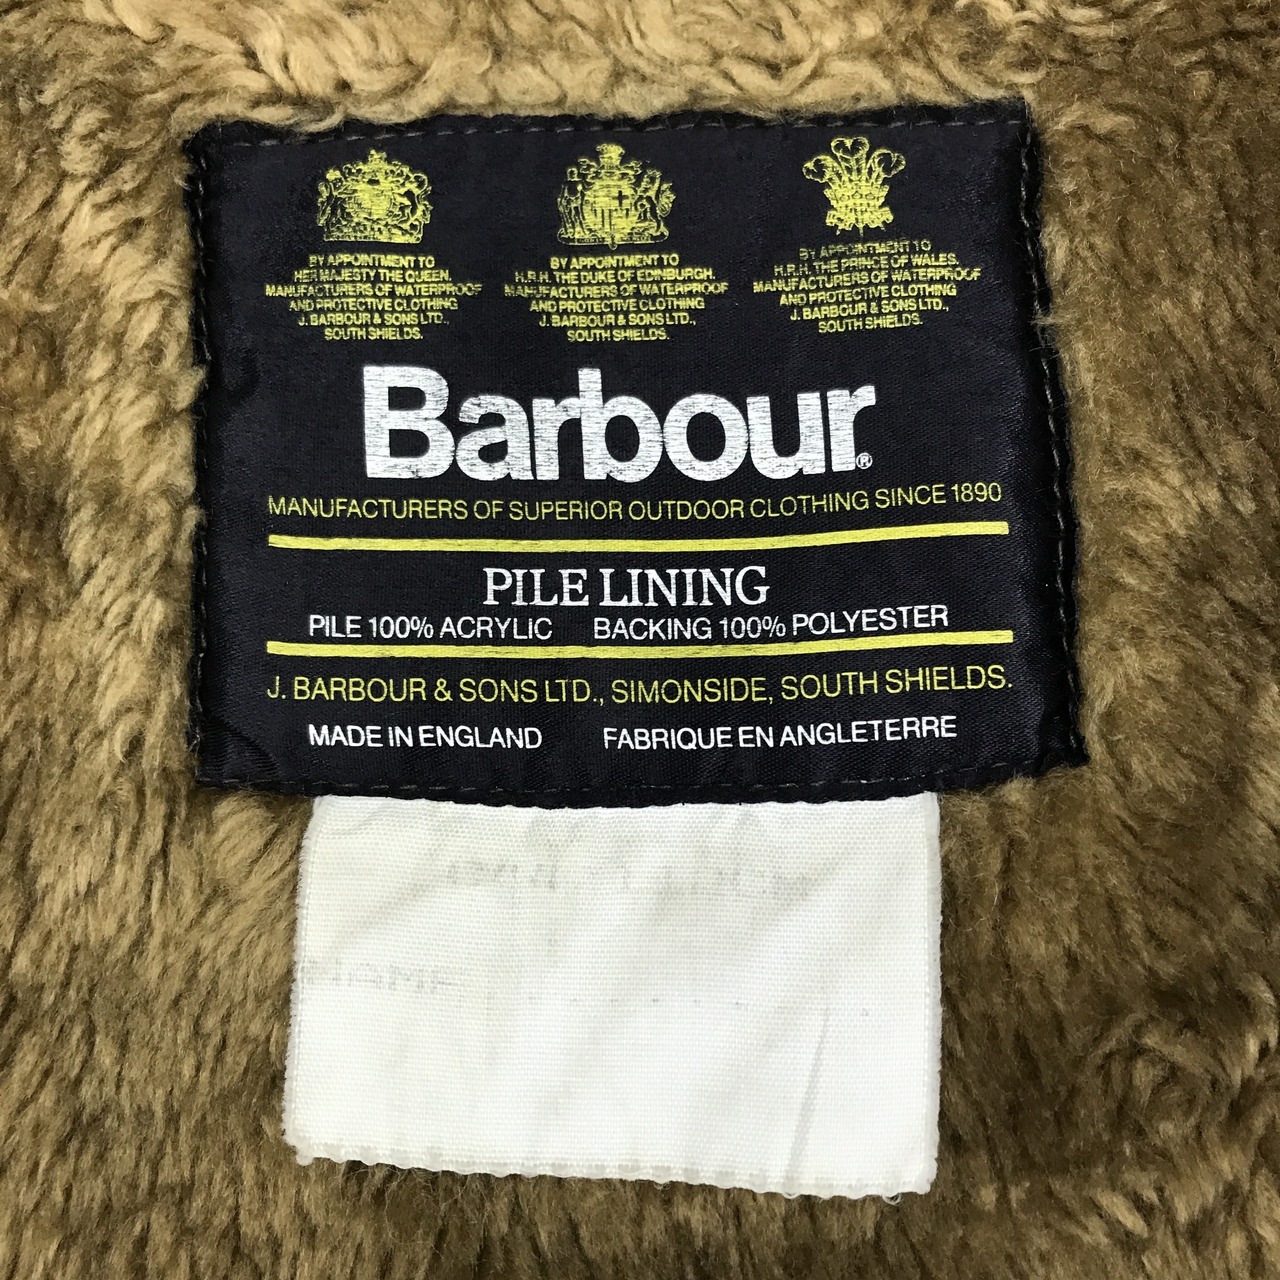 BY APPOINTMENT TO
HER MAJESTY THE QUEEN.
MANUFACTURERS OF WATERPROOF
AND PROTECTIVE CLOTHING
J. BARBOUR & SONS LTD.,
SOUTH SHIELDS.
BY APPOINTMENT TO
H.R.H. THE DUKE OF EDINBURGH.
MANUFACTURERS OF WATERPROOF
AND PROTECTIVE CLOTHING
J. BARBOUR & SONS LTD.,
SOUTH SHIELDS.
BY APPOINTMENT TO
H.R.H. THE PRINCE OF WALES.
MANUFACTURERS OF WATERPROOF
AND PROTECTIVE CLOTHING
J. BARBOUR & SONS LTD.,
SOUTH SHIELDS.
Barbour®
MANUFACTURERS OF SUPERIOR OUTDOOR CLOTHING SINCE 1890
PILE LINING
PILE 100% ACRYLIC BACKING 100% POLYESTER
J. BARBOUR & SONS LTD., SIMONSIDE, SOUTH SHIELDS.
MADE IN ENGLAND FABRIQUE EN ANGLETERRE